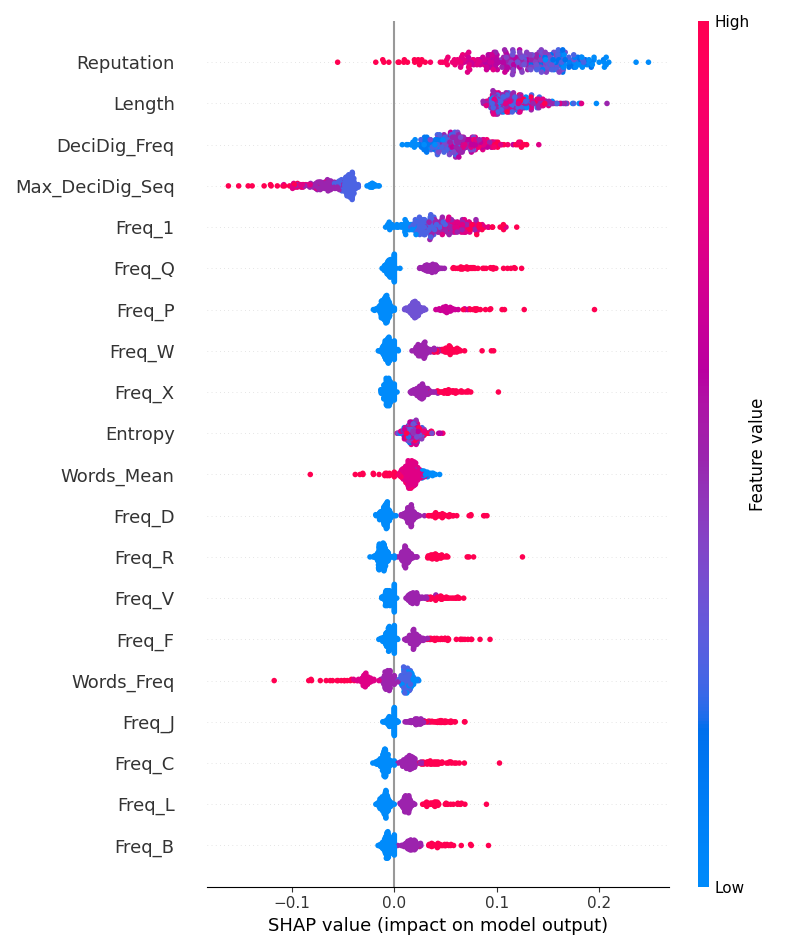 High
Reputation
Length
DeciDig_Freq
Max_DeciDig_Seq
Freq_1
Freq_Q
Freq_P
Freq_W
Freq_X
Entropy
Words_Mean
Freq_D
Freq_R
Freq_V
Freq_F
Words_Freq
Freq_J
Freq_C
Freq_L
Freq_B
Feature value
Low
−0.1 0.0 0.1 0.2
SHAP value (impact on model output)